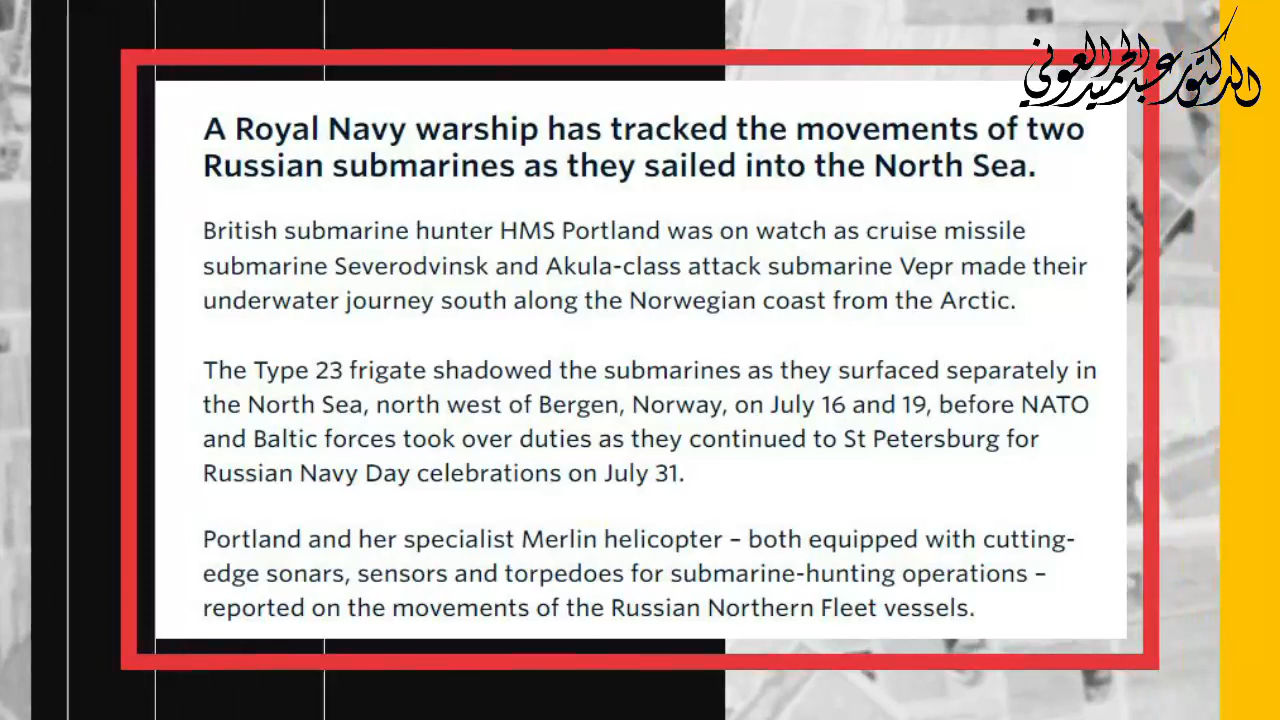 الدكتور عبد الحميد العوني
A Royal Navy warship has tracked the movements of two
Russian submarines as they sailed into the North Sea.
British submarine hunter HMS Portland was on watch as cruise missile
submarine Severodvinsk and Akula-class attack submarine Vepr made their
underwater journey south along the Norwegian coast from the Arctic.
The Type 23 frigate shadowed the submarines as they surfaced separately in
the North Sea, north west of Bergen, Norway, on July 16 and 19, before NATO
and Baltic forces took over duties as they continued to St Petersburg for
Russian Navy Day celebrations on July 31.
Portland and her specialist Merlin helicopter – both equipped with cutting-
edge sonars, sensors and torpedoes for submarine-hunting operations –
reported on the movements of the Russian Northern Fleet vessels.